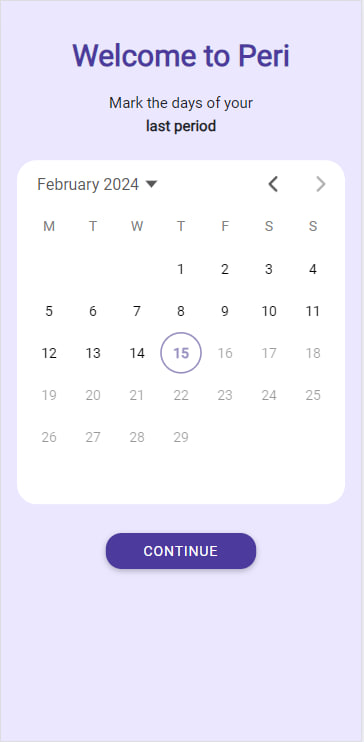 Welcome to Peri
Mark the days of your
last period
February 2024
M T W T F S S
1 2 3 4
5 6 7 8 9 10 11
12 13 14 15 16 17 18
19 20 21 22 23 24 25
26 27 28 29
CONTINUE